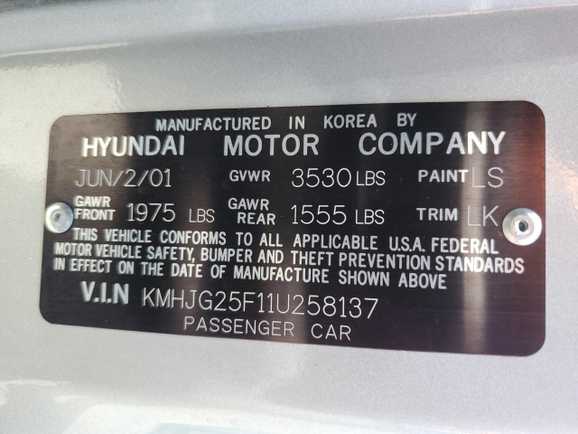 MANUFACTURED IN KOREA BY
HYUNDAI MOTOR COMPANY
JUN/2/01 GVWR 3530 LBS PAINT LS
GAWR FRONT 1975 LBS GAWR REAR 1555 LBS TRIM LK
THIS VEHICLE CONFORMS TO ALL APPLICABLE U.S.A. FEDERAL
MOTOR VEHICLE SAFETY, BUMPER AND THEFT PREVENTION STANDARDS
IN EFFECT ON THE DATE OF MANUFACTURE SHOWN ABOVE
V.I.N KMHJG25F11U258137
PASSENGER CAR